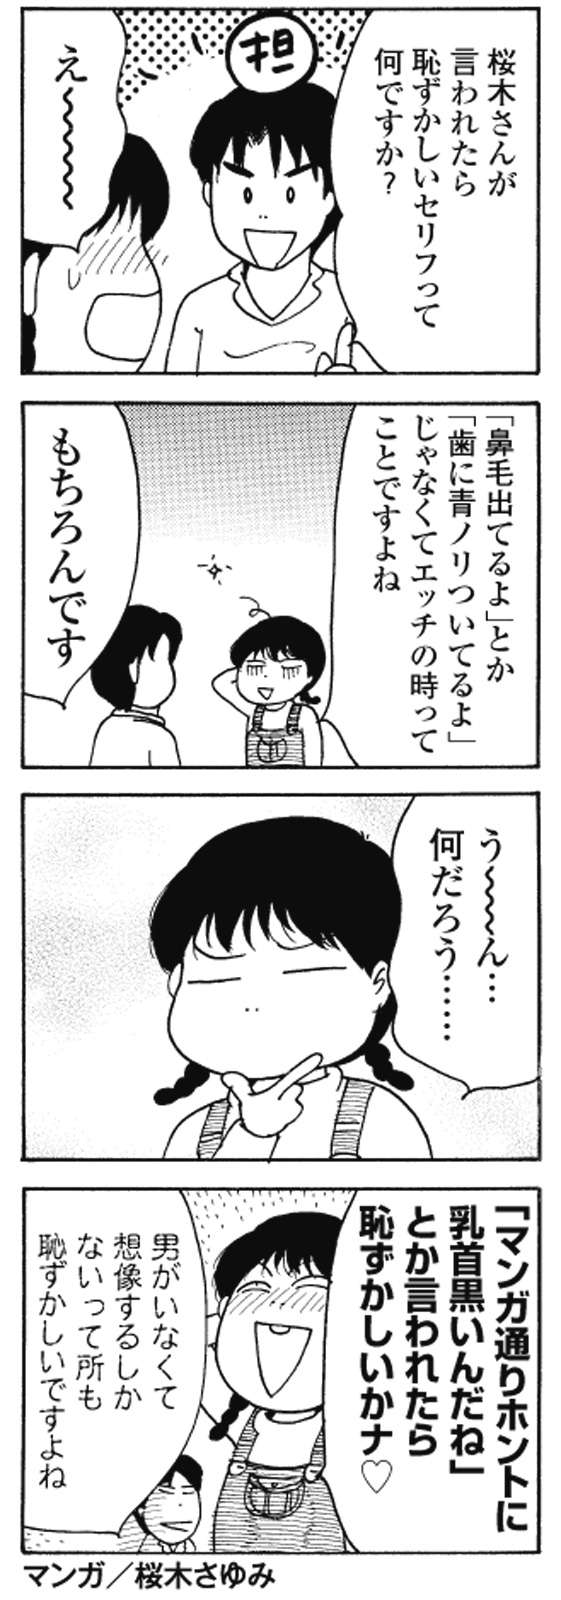 担
桜木さんが
言われたら
恥ずかしいセリフって
何ですか?
え〜〜〜〜
「鼻毛出てるよ」とか
「歯に青ノリついてるよ」
じゃなくてエッチの時って
ことですよね
もちろんです
う〜〜〜ん…
何だろう………
「マンガ通りホントに
乳首黒いんだね」
とか言われたら
恥ずかしいかナ♡
男がいなくて
想像するしか
ないって所も
恥ずかしいですよね
マンガ/桜木さゆみ